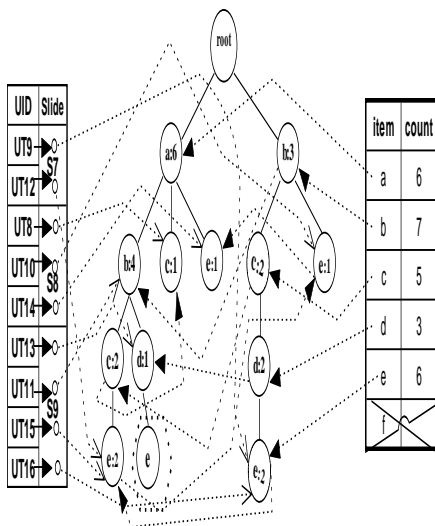 root
UID Slide
item count
UT9
S7
UT12
a:6
b:3
a 6
b 7
UT8
UT10
S8
UT14
b:4
c:1
e:1
c:2
e:1
c 5
UT13
UT11
S9
c:2
d:1
d:2
d 3
UT15
UT16
e:2
e
e:2
e 6
f